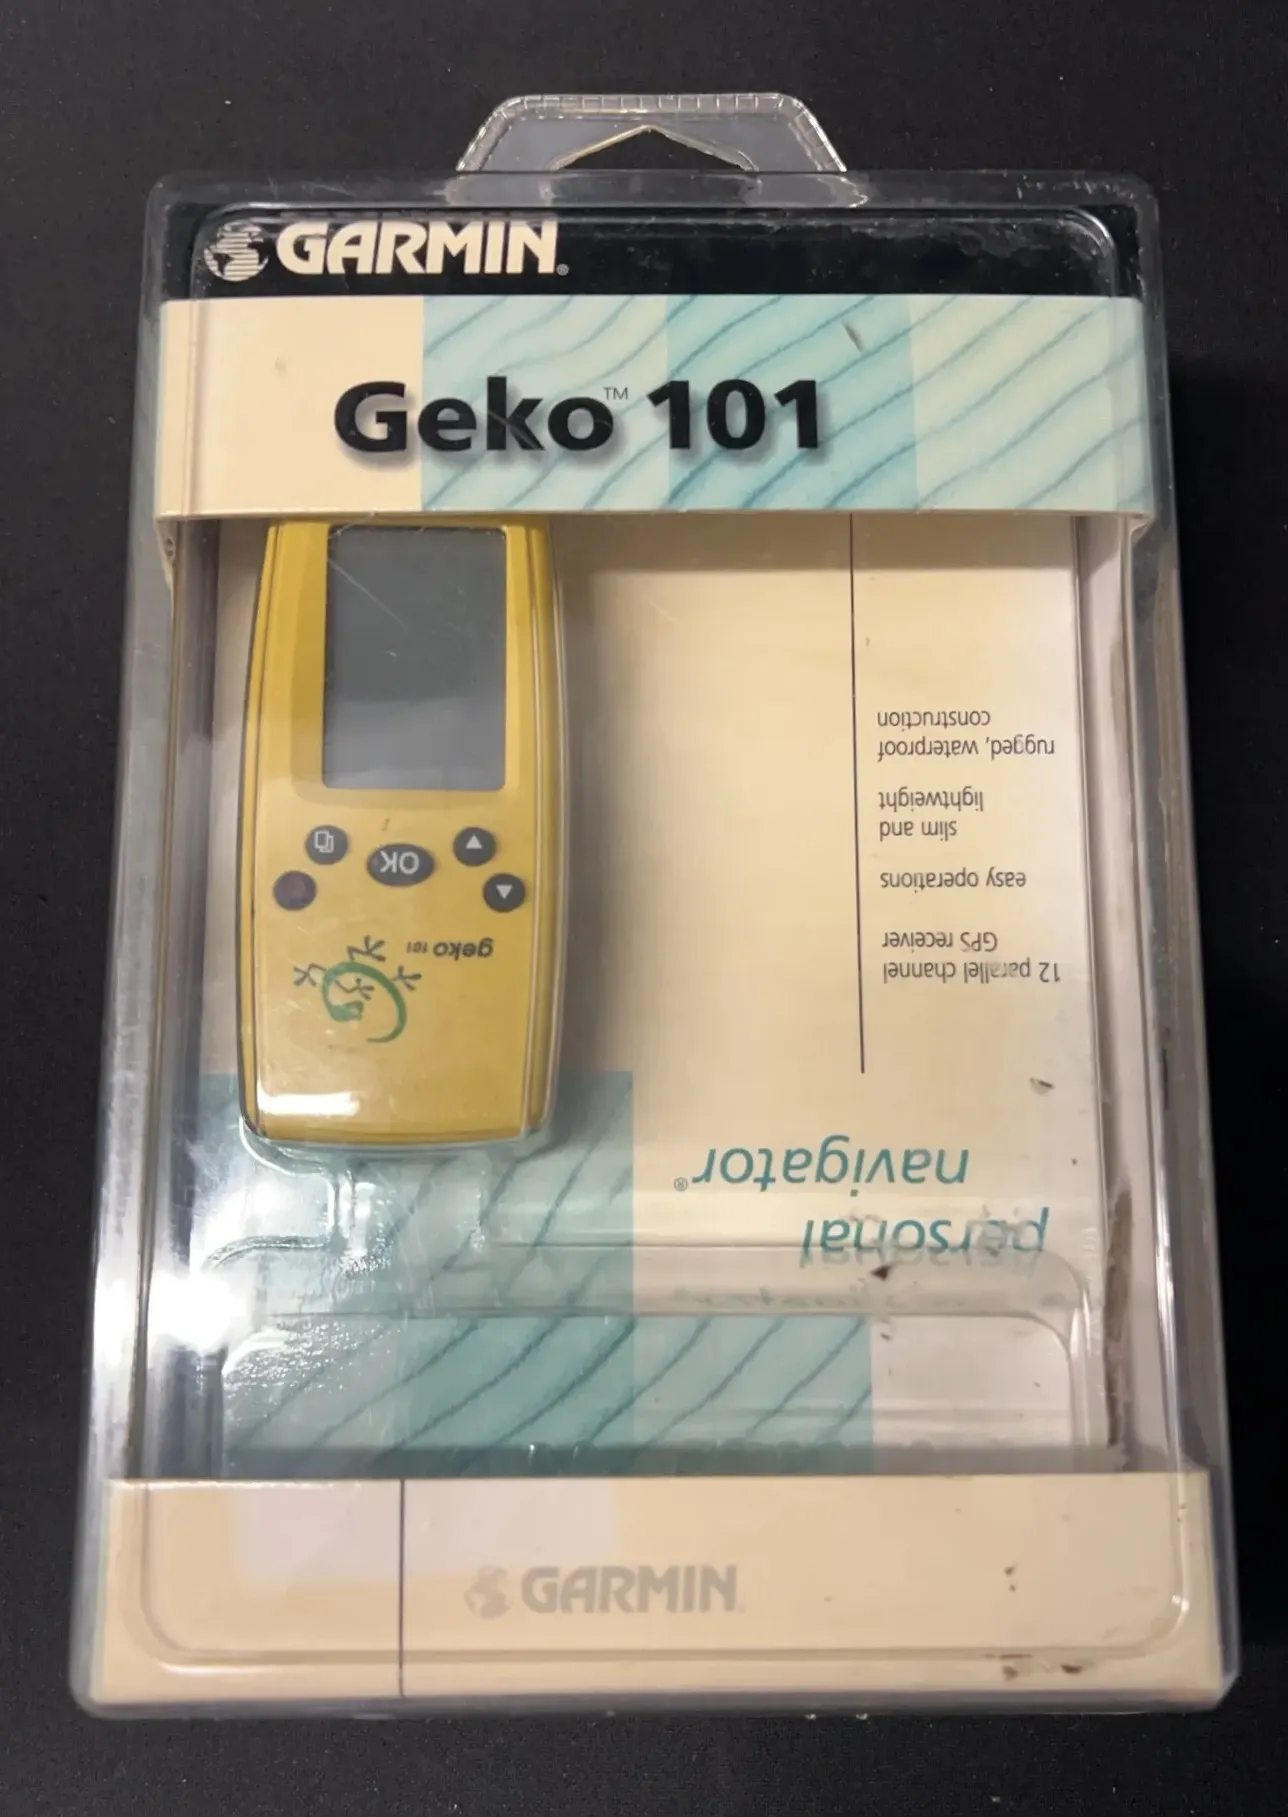 GARMIN®
Geko™ 101
OK
geko 101
rugged, waterproof
construction
slim and
lightweight
easy operations
12 parallel channel
GPS receiver
personal
navigator®
GARMIN